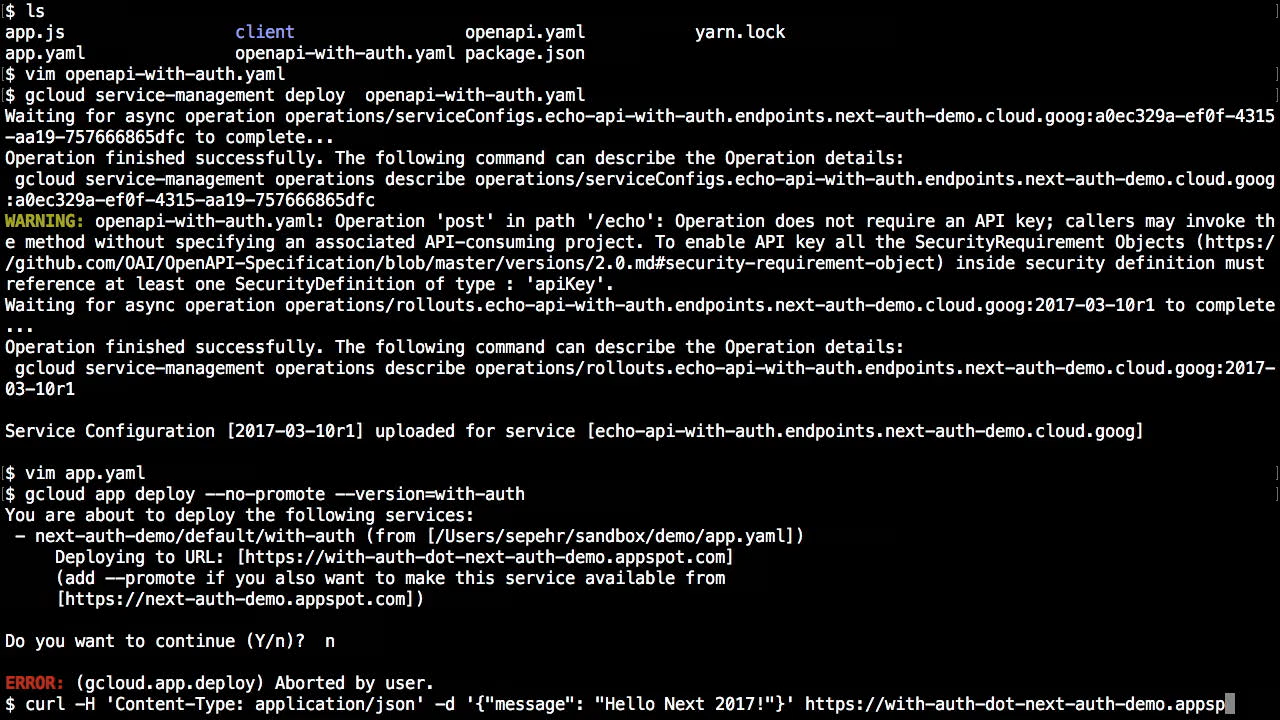 $ ls
app.js client openapi.yaml yarn.lock
app.yaml openapi-with-auth.yaml package.json
$ vim openapi-with-auth.yaml
$ gcloud service-management deploy  openapi-with-auth.yaml
Waiting for async operation operations/serviceConfigs.echo-api-with-auth.endpoints.next-auth-demo.cloud.goog:a0ec329a-ef0f-4315
-aa19-757666865dfc to complete...
Operation finished successfully. The following command can describe the Operation details:
 gcloud service-management operations describe operations/serviceConfigs.echo-api-with-auth.endpoints.next-auth-demo.cloud.goog
:a0ec329a-ef0f-4315-aa19-757666865dfc
WARNING: openapi-with-auth.yaml: Operation 'post' in path '/echo': Operation does not require an API key; callers may invoke th
e method without specifying an associated API-consuming project. To enable API key all the SecurityRequirement Objects (https:/
/github.com/OAI/OpenAPI-Specification/blob/master/versions/2.0.md#security-requirement-object) inside security definition must
reference at least one SecurityDefinition of type : 'apiKey'.
Waiting for async operation operations/rollouts.echo-api-with-auth.endpoints.next-auth-demo.cloud.goog:2017-03-10r1 to complete
...
Operation finished successfully. The following command can describe the Operation details:
 gcloud service-management operations describe operations/rollouts.echo-api-with-auth.endpoints.next-auth-demo.cloud.goog:2017-
03-10r1
Service Configuration [2017-03-10r1] uploaded for service [echo-api-with-auth.endpoints.next-auth-demo.cloud.goog]
$ vim app.yaml
$ gcloud app deploy --no-promote --version=with-auth
You are about to deploy the following services:
 - next-auth-demo/default/with-auth (from [/Users/sepehr/sandbox/demo/app.yaml])
     Deploying to URL: [https://with-auth-dot-next-auth-demo.appspot.com]
     (add --promote if you also want to make this service available from
     [https://next-auth-demo.appspot.com])
Do you want to continue (Y/n)?  n
ERROR: (gcloud.app.deploy) Aborted by user.
$ curl -H 'Content-Type: application/json' -d '{"message": "Hello Next 2017!"}' https://with-auth-dot-next-auth-demo.appsp